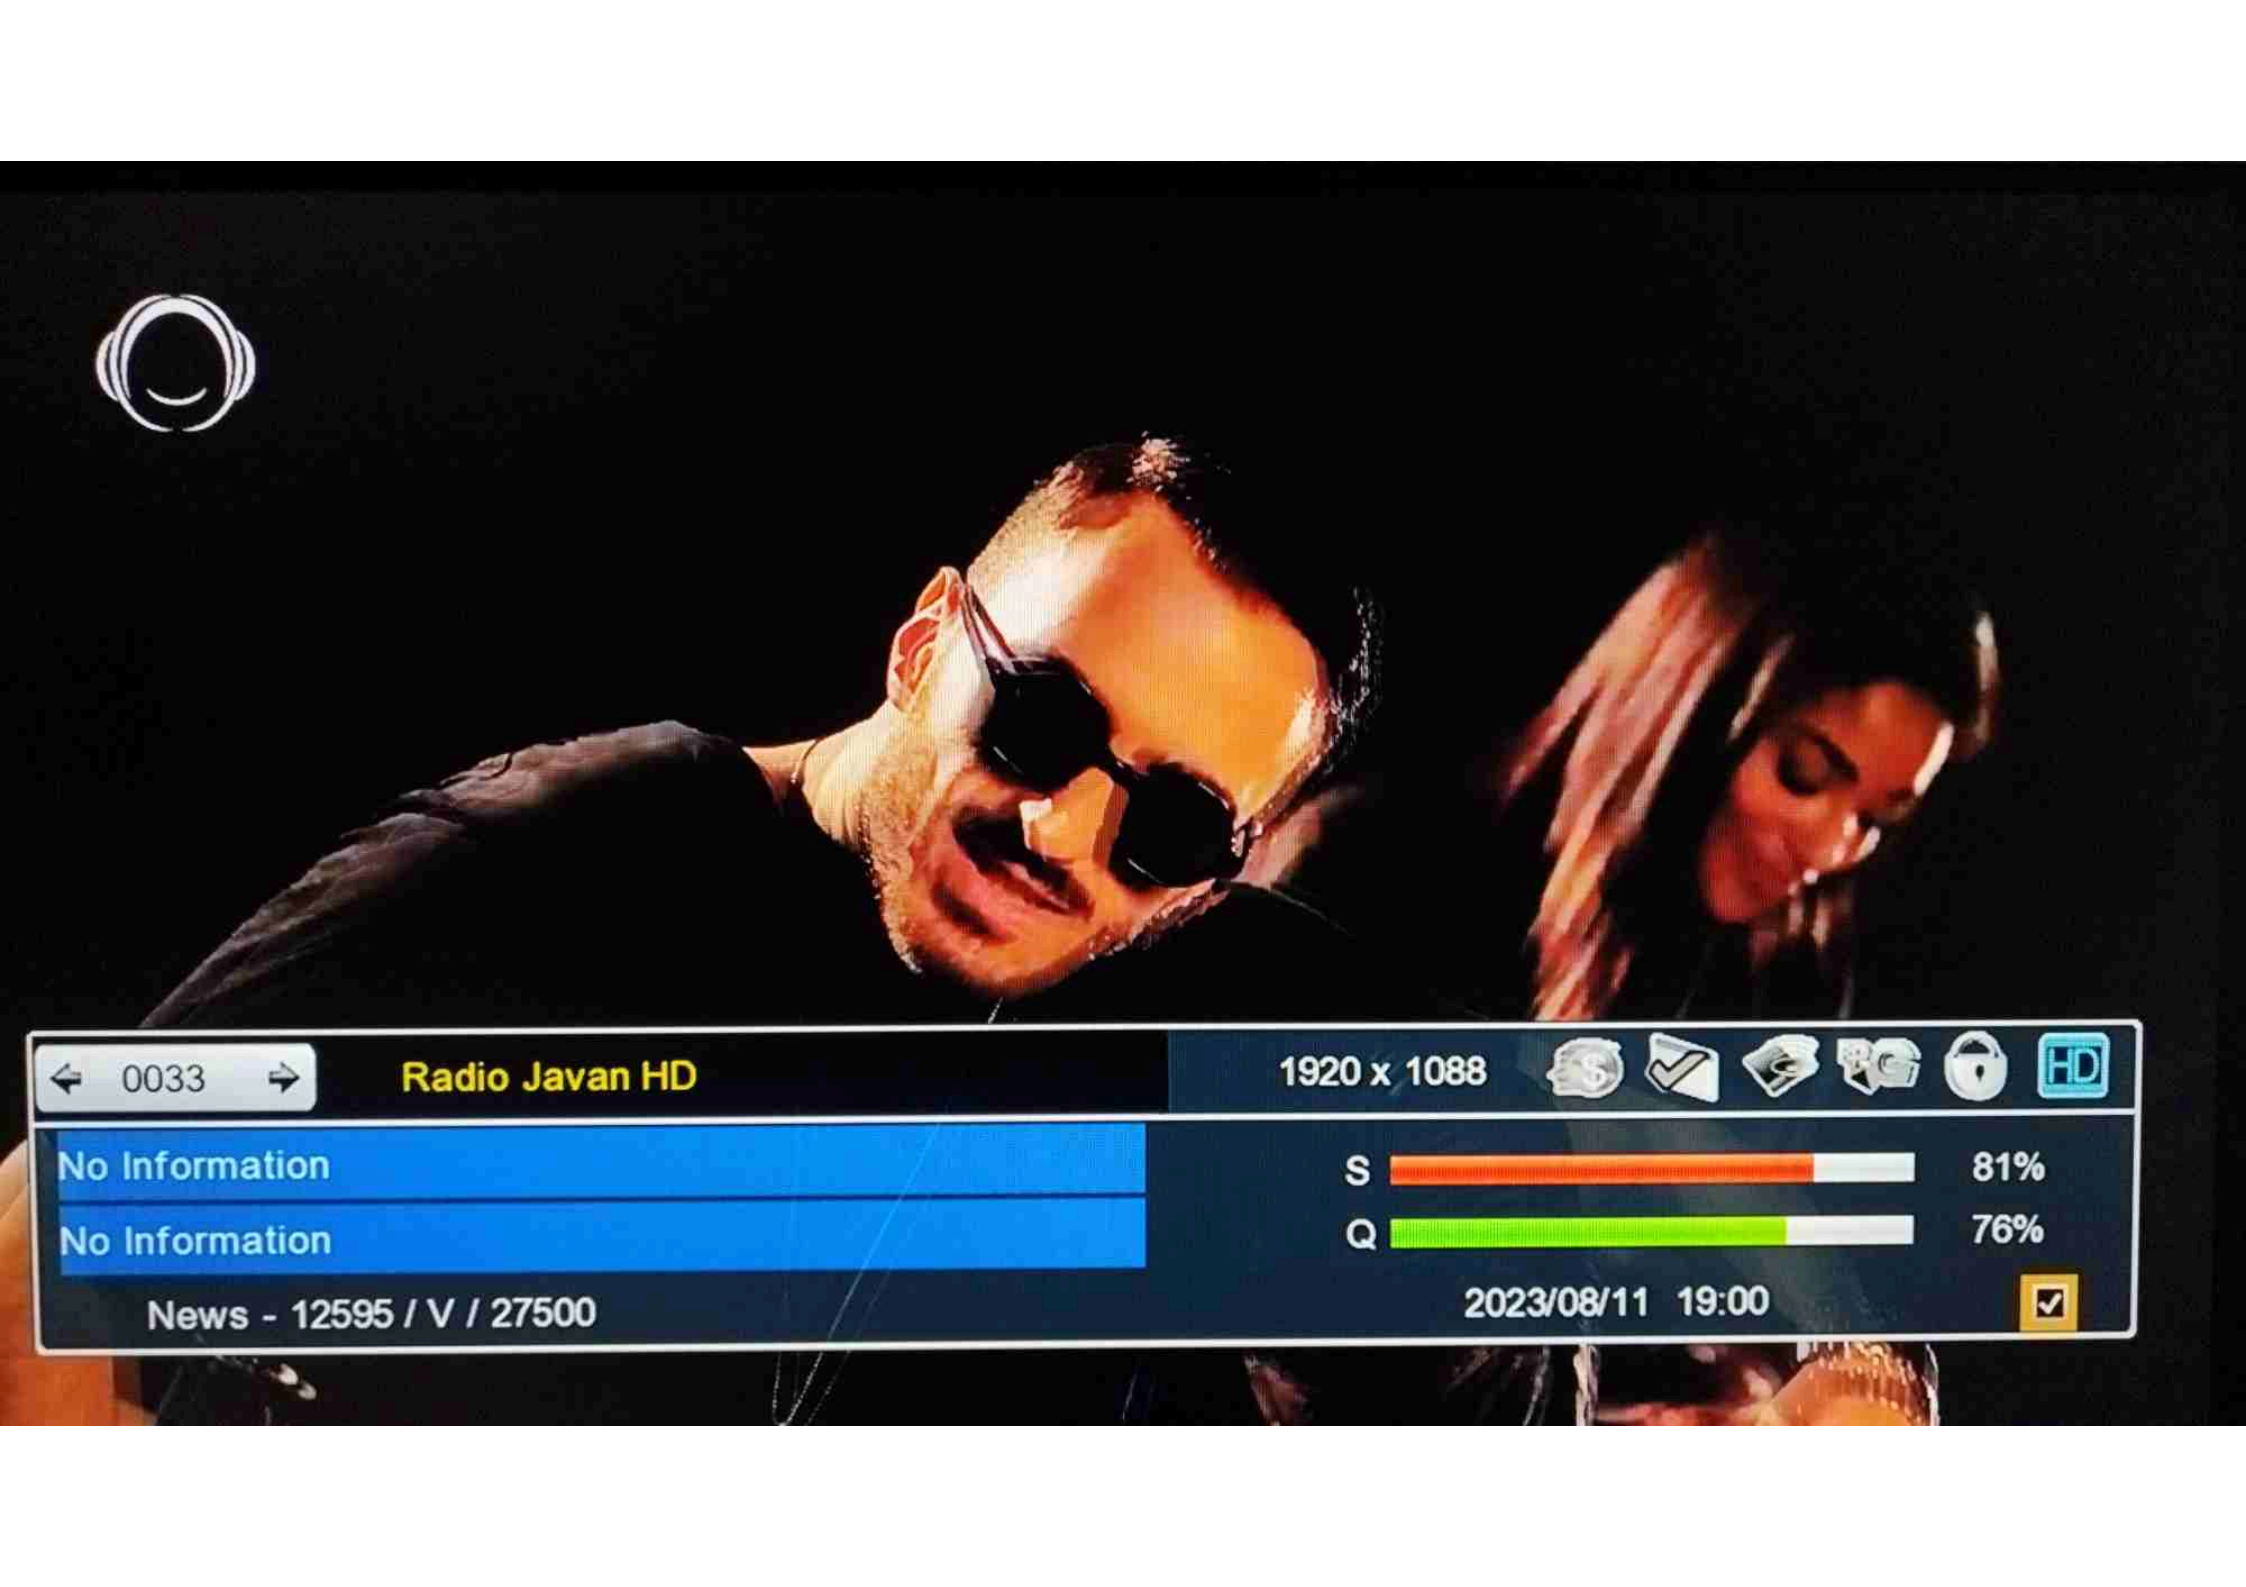 0033 Radio Javan HD 1920 x 1088 HD
No Information
S 81%
No Information
Q 76%
News - 12595 / V / 27500 2023/08/11 19:00